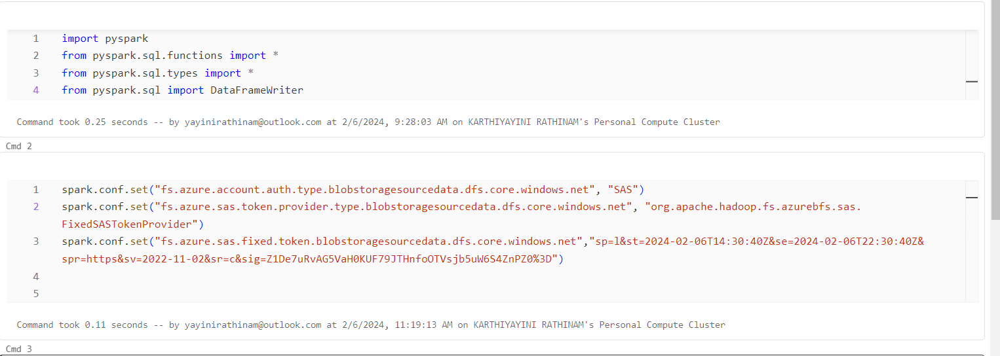 1 import pyspark
2 from pyspark.sql.functions import *
3 from pyspark.sql.types import *
4 from pyspark.sql import DataFrameWriter
Command took 0.25 seconds -- by yayinirathinam@outlook.com at 2/6/2024, 9:28:03 AM on KARTHIYAYINI RATHINAM's Personal Compute Cluster
Cmd 2
1 spark.conf.set("fs.azure.account.auth.type.blobstoragesourcedata.dfs.core.windows.net", "SAS")
2 spark.conf.set("fs.azure.sas.token.provider.type.blobstoragesourcedata.dfs.core.windows.net", "org.apache.hadoop.fs.azurebfs.sas.
FixedSASTokenProvider")
3 spark.conf.set("fs.azure.sas.fixed.token.blobstoragesourcedata.dfs.core.windows.net","sp=l&st=2024-02-06T14:30:40Z&se=2024-02-06T22:30:40Z&
spr=https&sv=2022-11-02&sr=c&sig=Z1De7uRvAG5VaH0KUF79JTHnfoOTVsjb5uW6S4ZnPZ0%3D")
4
5
Command took 0.11 seconds -- by yayinirathinam@outlook.com at 2/6/2024, 11:19:13 AM on KARTHIYAYINI RATHINAM's Personal Compute Cluster
Cmd 3